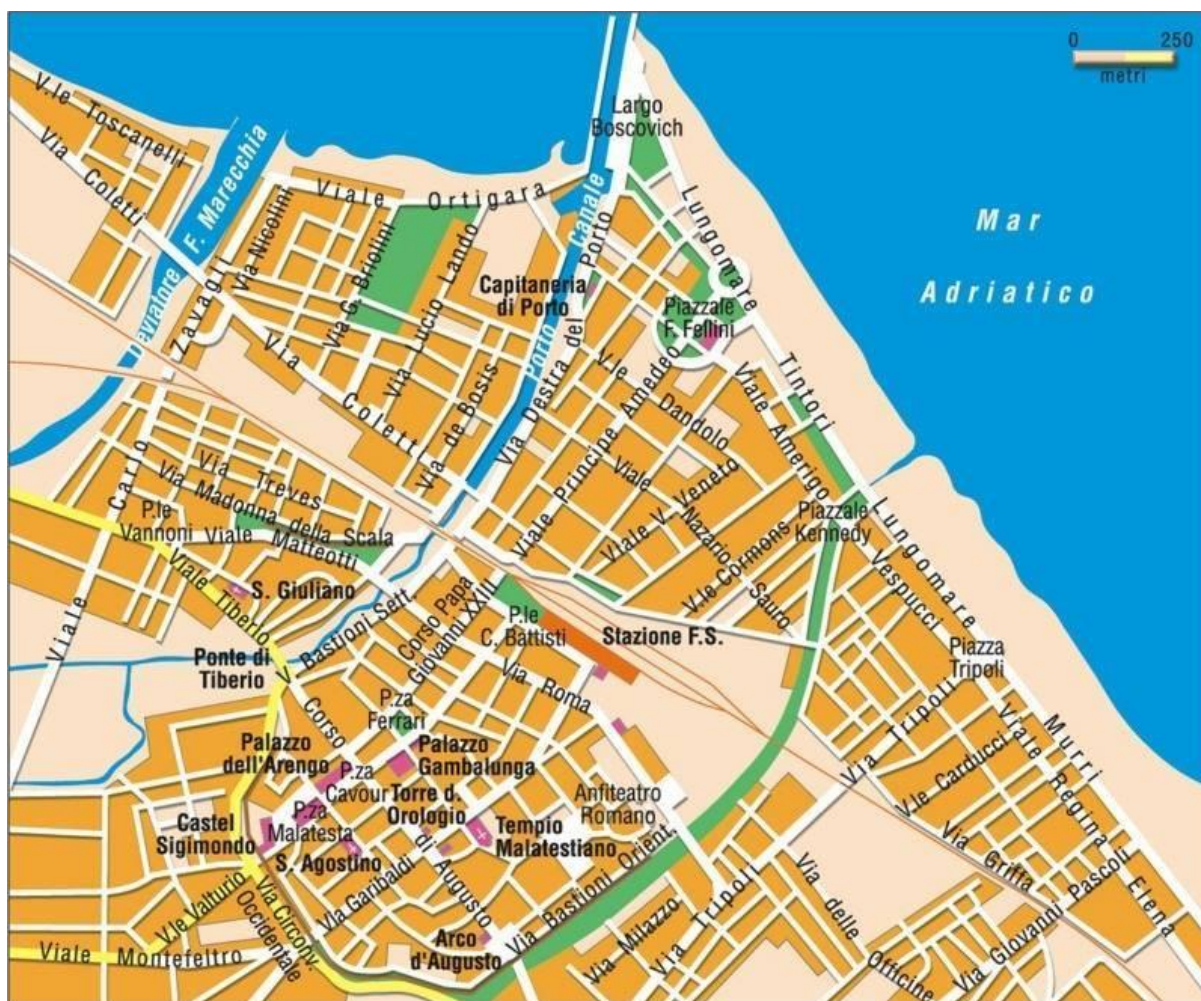 0 250
metri
V.le Toscanelli
Via Coletti
Deviatore F. Marecchia
Largo
Boscovich
Viale Ortigara
Via Nicolini
Zavagli
Via G. Briolini
Via Lucio Lando
Capitaneria
di Porto
Porto Canale
Lungomare Tintori
Mar
Adriatico
Piazzale
F. Fellini
Via Destra del Porto
Via Coletti
Via de Bosis
Viale Principe Amedeo
V.le Dandolo
Viale Amerigo Vespucci
Viale V. Veneto
Viale Nazario Sauro
V.le Cormons
Piazzale
Kennedy
Lungomare Murri
Viale Carlo
Via Treves
Via Madonna della Scala
P.le
Vannoni
Viale Matteotti
Viale Tiberio
S. Giuliano
V. Bastioni Sett.
Corso Papa
Giovanni XXIII
P.le
C. Battisti
Stazione F.S.
Ponte di
Tiberio
Via Roma
Piazza
Tripoli
Corso
P.za
Ferrari
Palazzo
dell'Arengo
Palazzo
Gambalunga
P.za
Cavour
Torre d.
Orologio
Anfiteatro
Romano
Via Tripoli
Viale Regina Elena
V.le Carducci
Castel
Sigimondo
P.za
Malatesta
S. Agostino
Tempio
Malatestiano
di Augusto
Via Garibaldi
Via Bastioni Orient.
Via Griffa
V.le Valturio
Via Circonv.
Occidentale
Viale Montefeltro
Arco
d'Augusto
Via Milazzo
Via Tripoli
Via delle Officine
Via Giovanni Pascoli